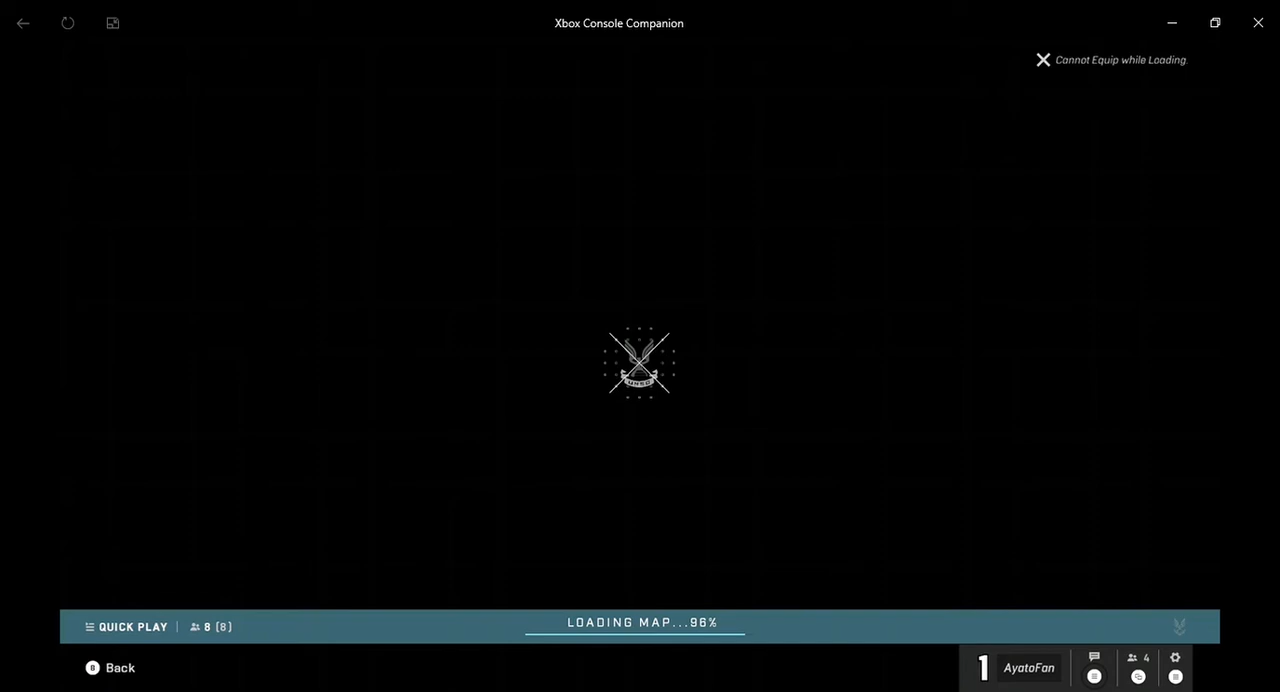 Xbox Console Companion
Cannot Equip while Loading.
UNSC
QUICK PLAY | 8 (8)
LOADING MAP...96%
B Back
1 AyatoFan
4